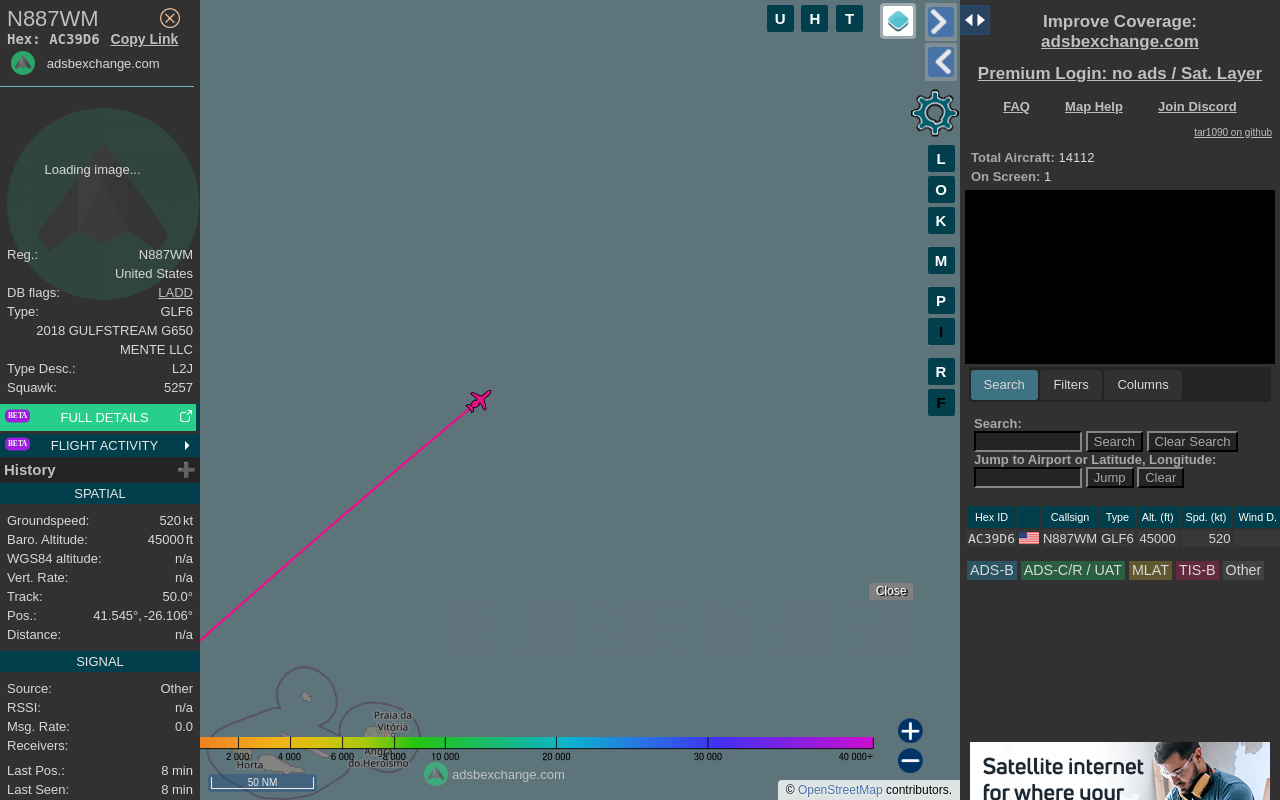 N887WM
Hex: AC39D6 Copy Link
adsbexchange.com
Loading image...
Reg.: N887WM
United States
DB flags: LADD
Type: GLF6
2018 GULFSTREAM G650
MENTE LLC
Type Desc.: L2J
Squawk: 5257
BETA FULL DETAILS
BETA FLIGHT ACTIVITY
History
SPATIAL
Groundspeed: 520 kt
Baro. Altitude: 45000 ft
WGS84 altitude: n/a
Vert. Rate: n/a
Track: 50.0°
Pos.: 41.545°, -26.106°
Distance: n/a
SIGNAL
Source: Other
RSSI: n/a
Msg. Rate: 0.0
Receivers:
Last Pos.: 8 min
Last Seen: 8 min
U H T
L
O
K
M
P
I
R
F
Close
Praia da
Vitória
Angra
do Heroísmo
Horta
2 000 4 000 6 000 8 000 10 000 20 000 30 000 40 000+
50 NM
adsbexchange.com
© OpenStreetMap contributors.
Improve Coverage:
adsbexchange.com
Premium Login: no ads / Sat. Layer
FAQ Map Help Join Discord
tar1090 on github
Total Aircraft: 14112
On Screen: 1
Search Filters Columns
Search:
Search Clear Search
Jump to Airport or Latitude, Longitude:
Jump Clear
Hex ID Callsign Type Alt. (ft) Spd. (kt) Wind D.
AC39D6 N887WM GLF6 45000 520
ADS-B ADS-C/R / UAT MLAT TIS-B Other
Satellite internet
for where your